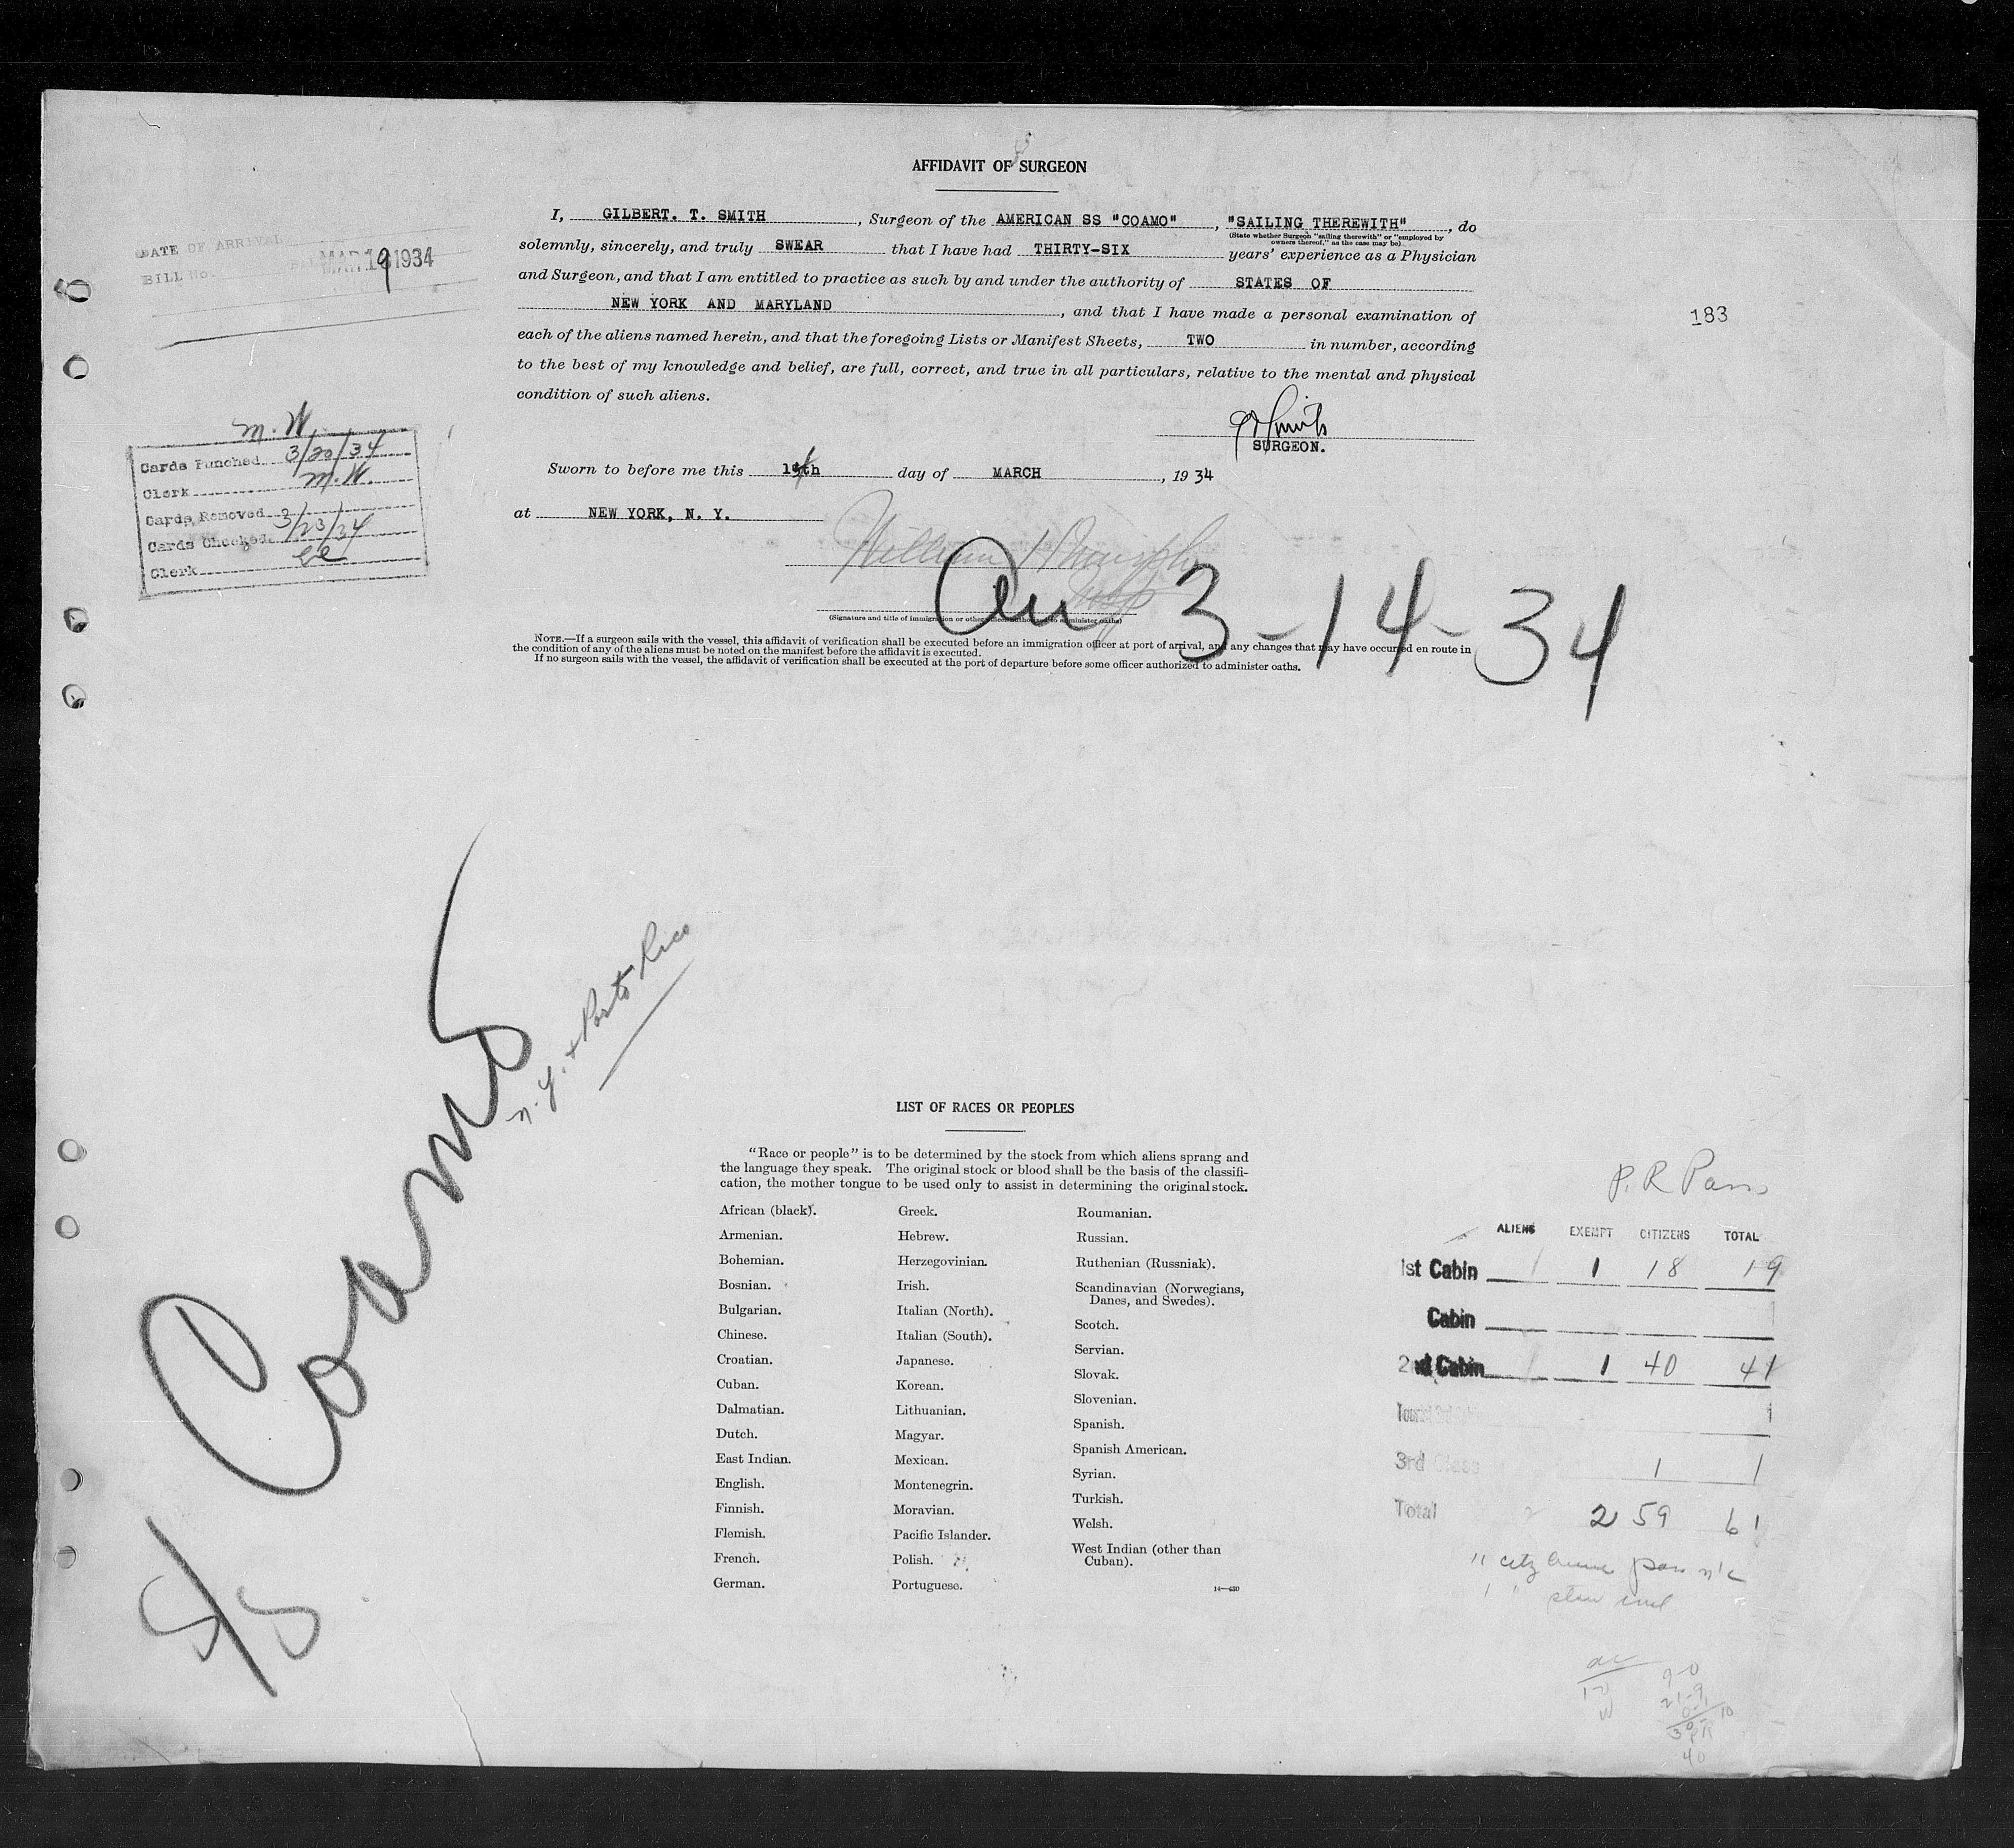 AFFIDAVIT OF SURGEON
I, GILBERT. T. SMITH, Surgeon of the AMERICAN SS "COAMO", "SAILING THEREWITH", do
(State whether Surgeon "sailing therewith" or "employed by
owners thereof," as the case may be)
solemnly, sincerely, and truly SWEAR that I have had THIRTY-SIX years' experience as a Physician
and Surgeon, and that I am entitled to practice as such by and under the authority of STATES OF
NEW YORK AND MARYLAND, and that I have made a personal examination of
each of the aliens named herein, and that the foregoing Lists or Manifest Sheets, TWO in number, according
to the best of my knowledge and belief, are full, correct, and true in all particulars, relative to the mental and physical
condition of such aliens.
SURGEON.
Sworn to before me this 14th day of MARCH, 1934
at NEW YORK, N. Y.
(Signature and title of immigration or other officer authorized to administer oaths)
3-14-34
NOTE.—If a surgeon sails with the vessel, this affidavit of verification shall be executed before an immigration officer at port of arrival, and any changes that may have occurred en route in
the condition of any of the aliens must be noted on the manifest before the affidavit is executed.
If no surgeon sails with the vessel, the affidavit of verification shall be executed at the port of departure before some officer authorized to administer oaths.
DATE OF ARRIVAL MAR 19 1934
BILL No.
183
M. W.
Cards Punched 3/20/34
Clerk M. W.
Cards Removed
Cards Checked 3/23/34
Clerk
S/S Coamo
N. Y. + Porto Rico
LIST OF RACES OR PEOPLES
"Race or people" is to be determined by the stock from which aliens sprang and
the language they speak. The original stock or blood shall be the basis of the classifi-
cation, the mother tongue to be used only to assist in determining the original stock.
African (black).
Armenian.
Bohemian.
Bosnian.
Bulgarian.
Chinese.
Croatian.
Cuban.
Dalmatian.
Dutch.
East Indian.
English.
Finnish.
Flemish.
French.
German.
Greek.
Hebrew.
Herzegovinian.
Irish.
Italian (North).
Italian (South).
Japanese.
Korean.
Lithuanian.
Magyar.
Mexican.
Montenegrin.
Moravian.
Pacific Islander.
Polish.
Portuguese.
Roumanian.
Russian.
Ruthenian (Russniak).
Scandinavian (Norwegians,
Danes, and Swedes).
Scotch.
Servian.
Slovak.
Slovenian.
Spanish.
Spanish American.
Syrian.
Turkish.
Welsh.
West Indian (other than
Cuban).
14—430
P. R Pass
ALIENS EXEMPT CITIZENS TOTAL
1st Cabin 1 18 19
Cabin
2nd Cabin 1 40 41
3rd Class 1 1
Total 2 59 61